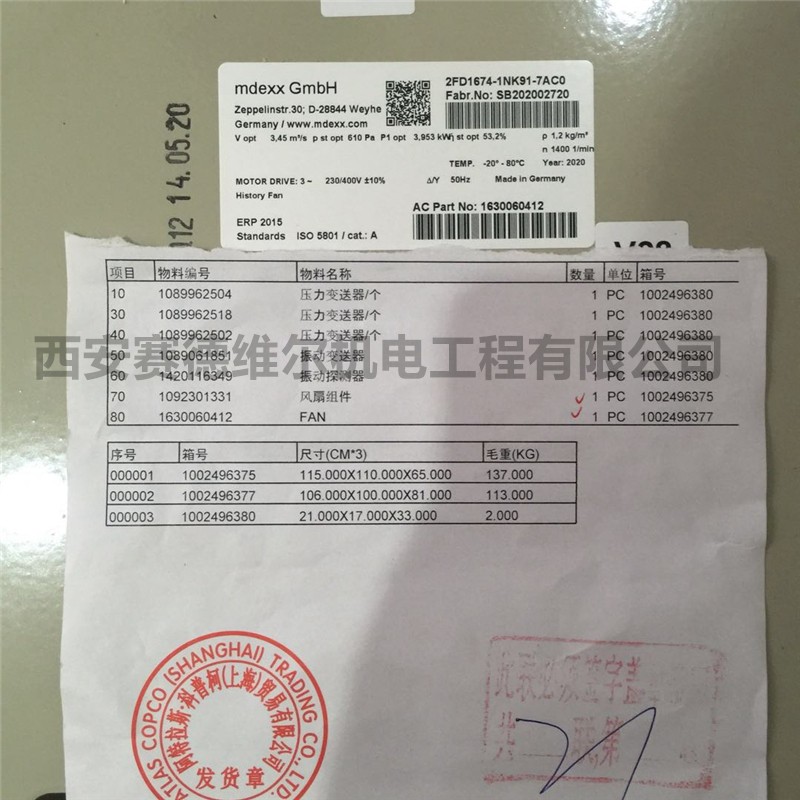 mdexx GmbH
Zeppelinstr.30; D-28844 Weyhe
Germany / www.mdexx.com
2FD1674-1NK91-7AC0
Fabr.No: SB202002720
V opt 3,45 m³/s p st opt 610 Pa P1 opt 3,953 kW η st opt 53,2% ρ 1,2 kg/m³
n 1400 1/min
TEMP. -20° - 80°C Year: 2020
MOTOR DRIVE: 3 ~ 230/400V ±10% Δ/Y 50Hz Made in Germany
History Fan
AC Part No: 1630060412
ERP 2015
Standards ISO 5801 / cat.: A
14.05.20
项目 物料编号 物料名称 数量 单位 箱号
10 1089962504 压力变送器/个 1 PC 1002496380
30 1089962518 压力变送器/个 1 PC 1002496380
40 1089962502 压力变送器/个 1 PC 1002496380
50 1089061851 振动变送器 1 PC 1002496380
60 1420116349 振动探测器 1 PC 1002496380
70 1092301331 风扇组件 1 PC 1002496375
80 1630060412 FAN 1 PC 1002496377
西安赛德维尔机电工程有限公司
序号 箱号 尺寸(CM*3) 毛重(KG)
000001 1002496375 115.000X110.000X65.000 137.000
000002 1002496377 106.000X100.000X81.000 113.000
000003 1002496380 21.000X17.000X33.000 2.000
ATLAS COPCO (SHANGHAI) TRADING CO., LTD.
阿特拉斯·科普柯(上海)贸易有限公司
发货章
此联必须签字盖
共 联第